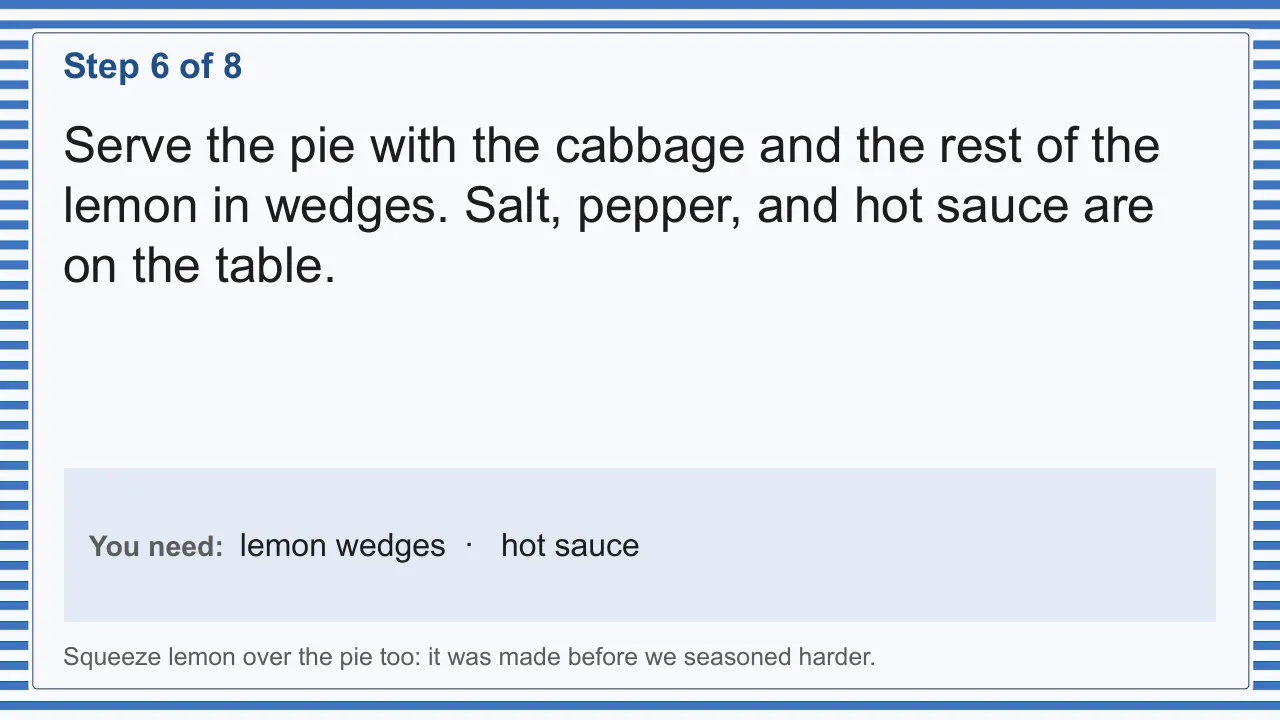 Step 6 of 8
Serve the pie with the cabbage and the rest of the
lemon in wedges. Salt, pepper, and hot sauce are
on the table.
You need: lemon wedges · hot sauce
Squeeze lemon over the pie too: it was made before we seasoned harder.